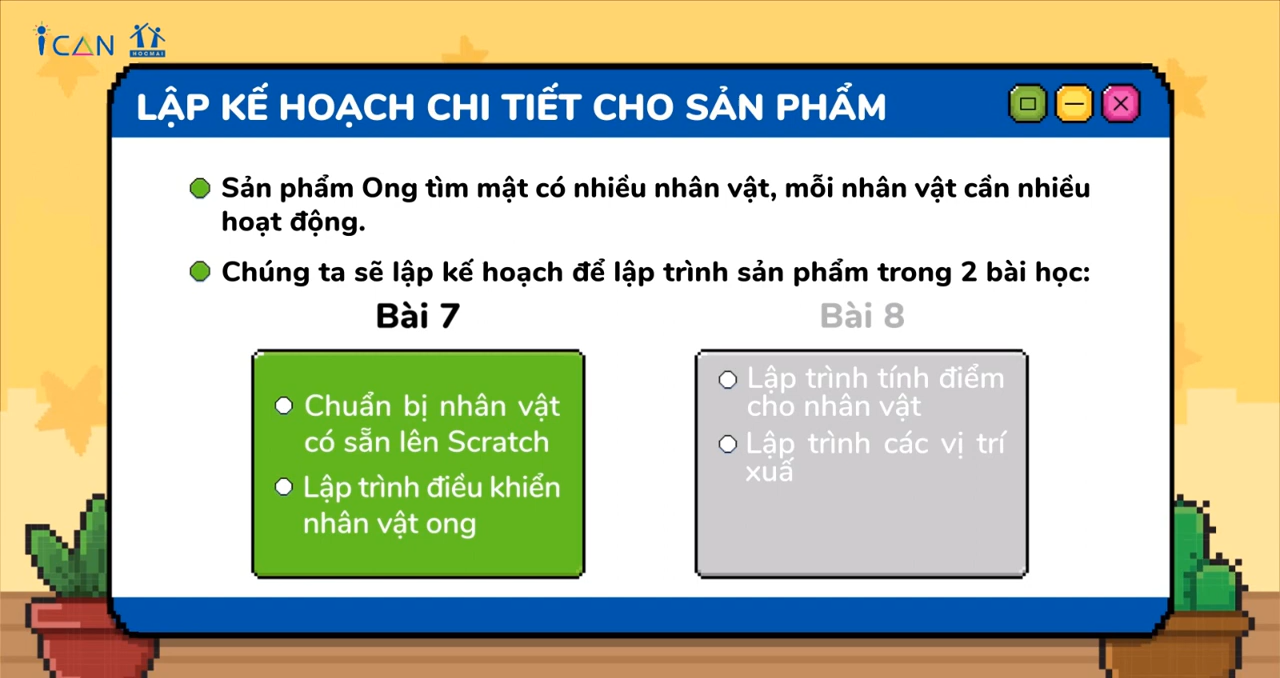 iCAN
HOCMAI
LẬP KẾ HOẠCH CHI TIẾT CHO SẢN PHẨM
Sản phẩm Ong tìm mật có nhiều nhân vật, mỗi nhân vật cần nhiều
hoạt động.
Chúng ta sẽ lập kế hoạch để lập trình sản phẩm trong 2 bài học:
Bài 7
Chuẩn bị nhân vật
có sẵn lên Scratch
Lập trình điều khiển
nhân vật ong
Bài 8
Lập trình tính điểm
cho nhân vật
Lập trình các vị trí
xuấ